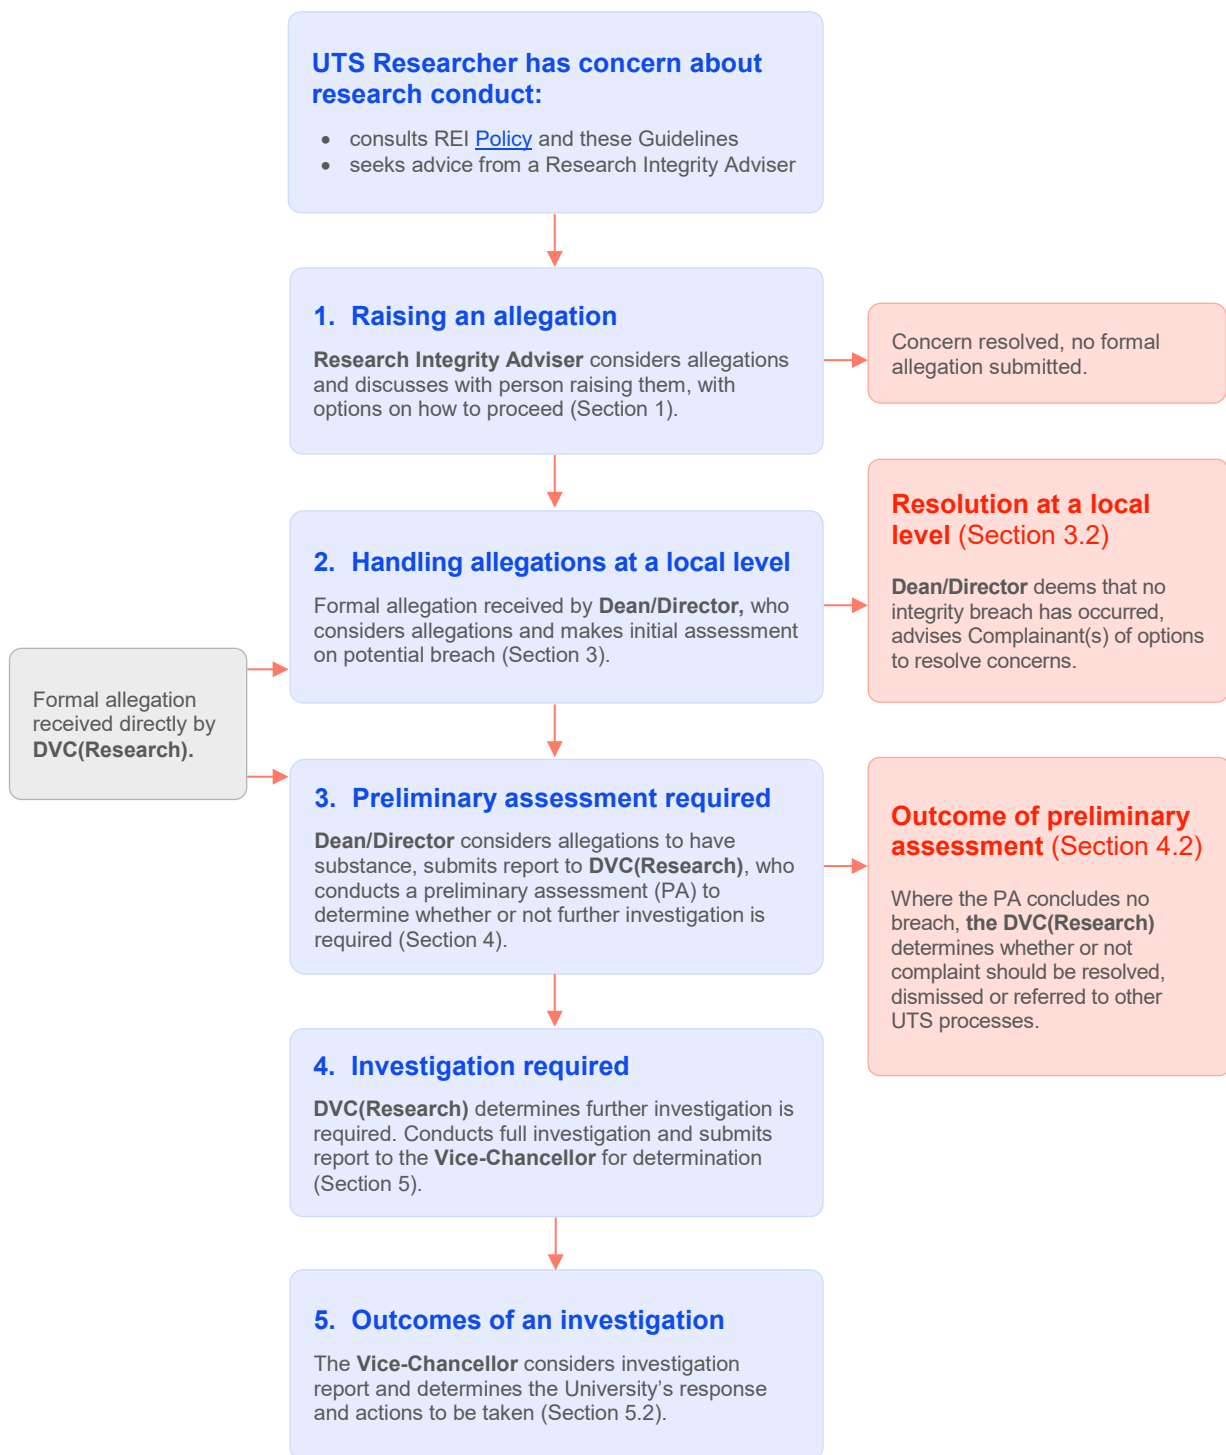 UTS Researcher has concern about
research conduct:
• consults REI Policy and these Guidelines
• seeks advice from a Research Integrity Adviser
1. Raising an allegation
Research Integrity Adviser considers allegations
and discusses with person raising them, with
options on how to proceed (Section 1).
Concern resolved, no formal
allegation submitted.
2. Handling allegations at a local level
Formal allegation received by Dean/Director, who
considers allegations and makes initial assessment
on potential breach (Section 3).
Resolution at a local
level (Section 3.2)
Dean/Director deems that no
integrity breach has occurred,
advises Complainant(s) of options
to resolve concerns.
Formal allegation
received directly by
DVC(Research).
3. Preliminary assessment required
Dean/Director considers allegations to have
substance, submits report to DVC(Research), who
conducts a preliminary assessment (PA) to
determine whether or not further investigation is
required (Section 4).
Outcome of preliminary
assessment (Section 4.2)
Where the PA concludes no
breach, the DVC(Research)
determines whether or not
complaint should be resolved,
dismissed or referred to other
UTS processes.
4. Investigation required
DVC(Research) determines further investigation is
required. Conducts full investigation and submits
report to the Vice-Chancellor for determination
(Section 5).
5. Outcomes of an investigation
The Vice-Chancellor considers investigation
report and determines the University’s response
and actions to be taken (Section 5.2).